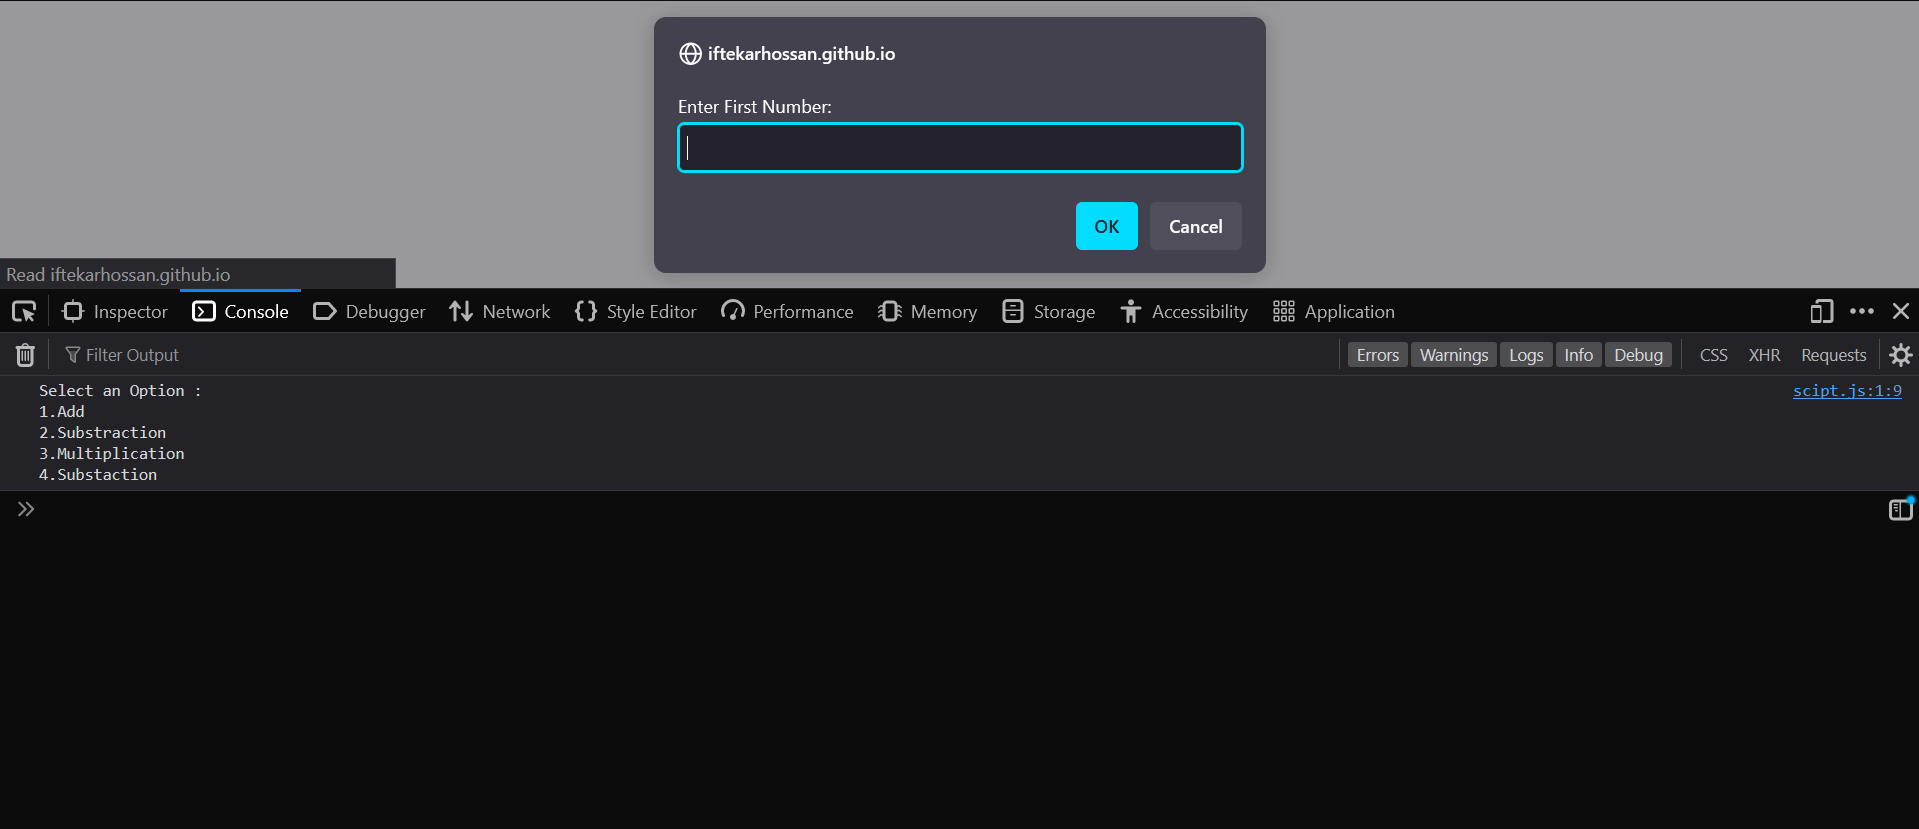 iftekarhossan.github.io
Enter First Number:
OK Cancel
Read iftekarhossan.github.io
Inspector Console Debugger Network Style Editor Performance Memory Storage Accessibility Application
Filter Output Errors Warnings Logs Info Debug CSS XHR Requests
Select an Option : scipt.js:1:9
1.Add
2.Substraction
3.Multiplication
4.Substaction